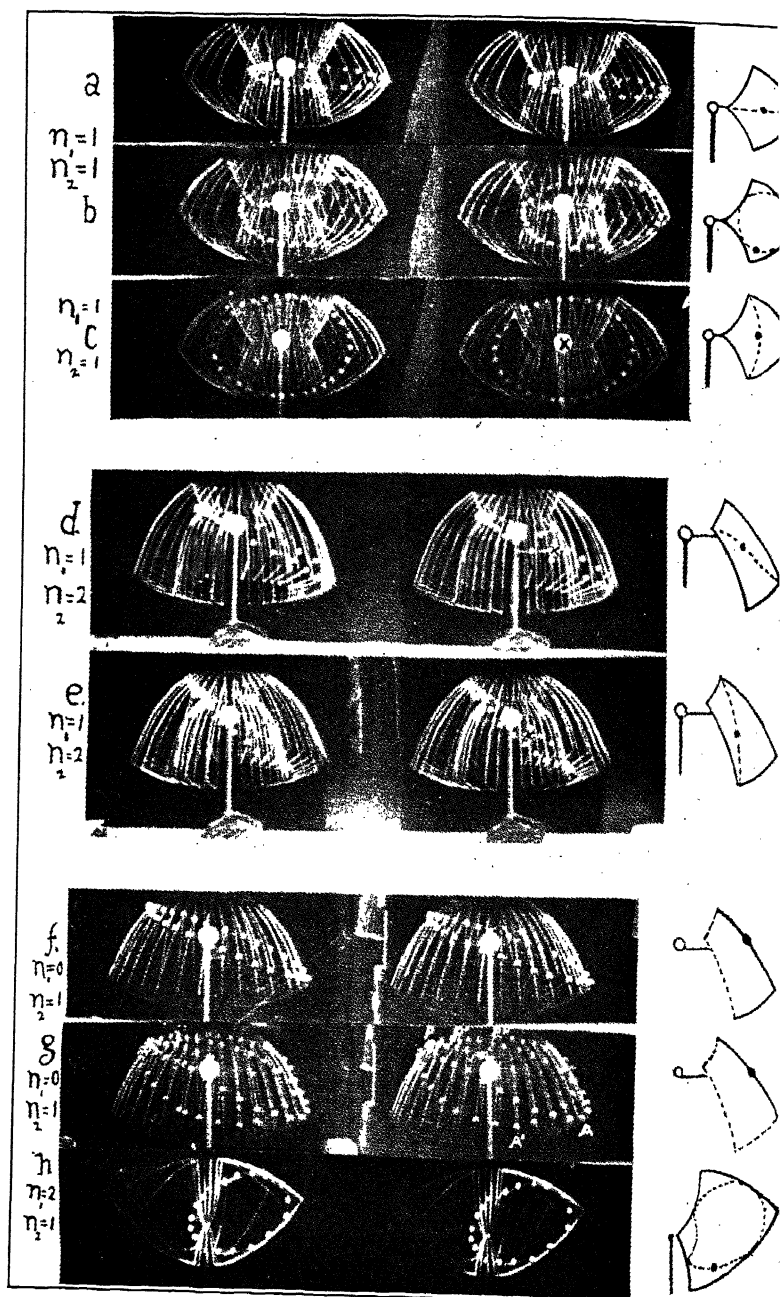 a
n₁=1
n₂=1
b
n₁=1
C
n₂=1
X
d
n₁=1
n₂=2
e.
n₁=1
n₂=2
f.
n₁=0
n₂=1
g
n₁=0
n₂=1
A' A
h
n₁=2
n₂=1